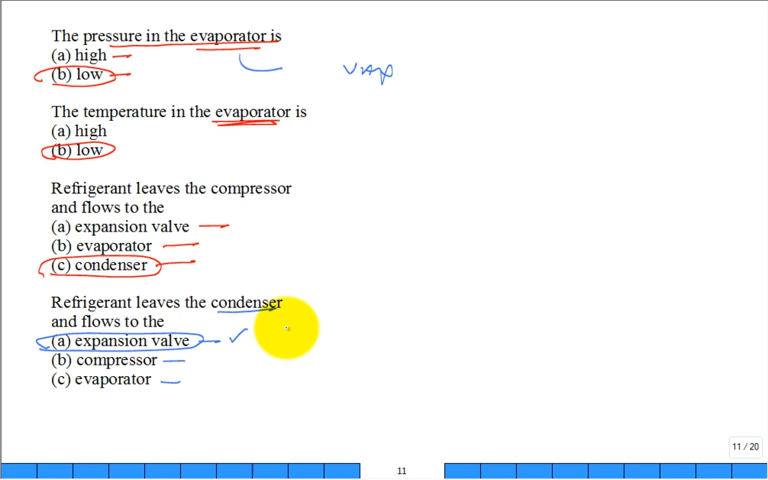 The pressure in the evaporator is
(a) high
(b) low
vap
The temperature in the evaporator is
(a) high
(b) low
Refrigerant leaves the compressor
and flows to the
(a) expansion valve
(b) evaporator
(c) condenser
Refrigerant leaves the condenser
and flows to the
(a) expansion valve
(b) compressor
(c) evaporator
11 / 20
11